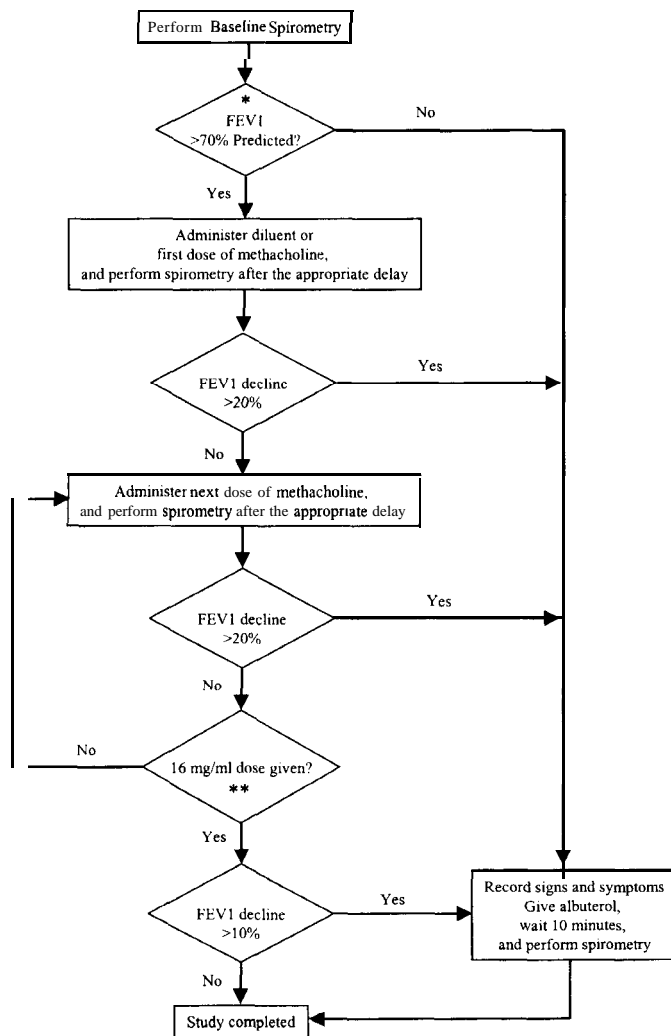 Perform Baseline Spirometry
*
FEV1
>70% Predicted?
No
Yes
Administer diluent or
first dose of methacholine,
and perform spirometry after the appropriate delay
FEV1 decline
>20%
Yes
No
Administer next dose of methacholine,
and perform spirometry after the appropriate delay
FEV1 decline
>20%
Yes
No
16 mg/ml dose given?
**
No
Yes
FEV1 decline
>10%
Yes
Record signs and symptoms
Give albuterol,
wait 10 minutes,
and perform spirometry
No
Study completed